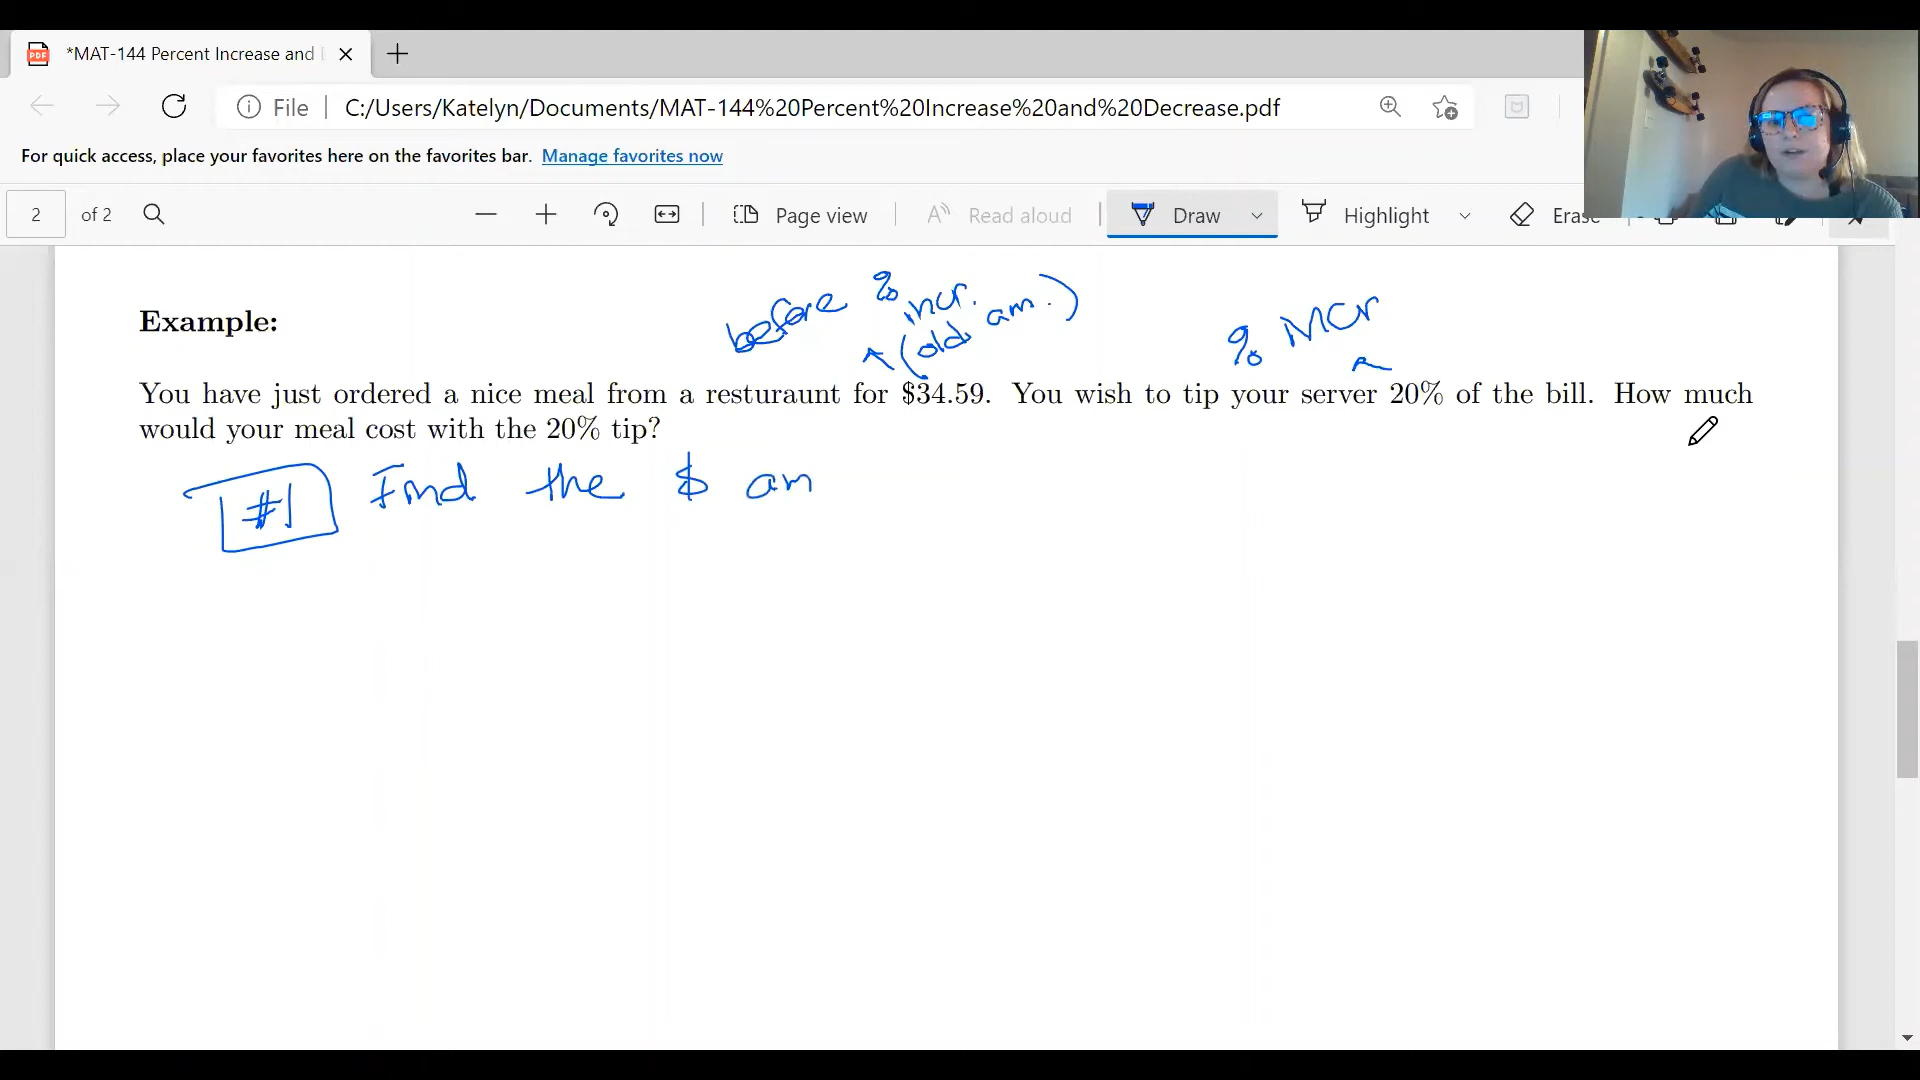 *MAT-144 Percent Increase and
File C:/Users/Katelyn/Documents/MAT-144%20Percent%20Increase%20and%20Decrease.pdf
For quick access, place your favorites here on the favorites bar. Manage favorites now
2 of 2 Page view Read aloud Draw Highlight Erase
before % incr.
(old am.)
% incr
Example:
You have just ordered a nice meal from a resturaunt for $34.59. You wish to tip your server 20% of the bill. How much
would your meal cost with the 20% tip?
#1 Find the $ am